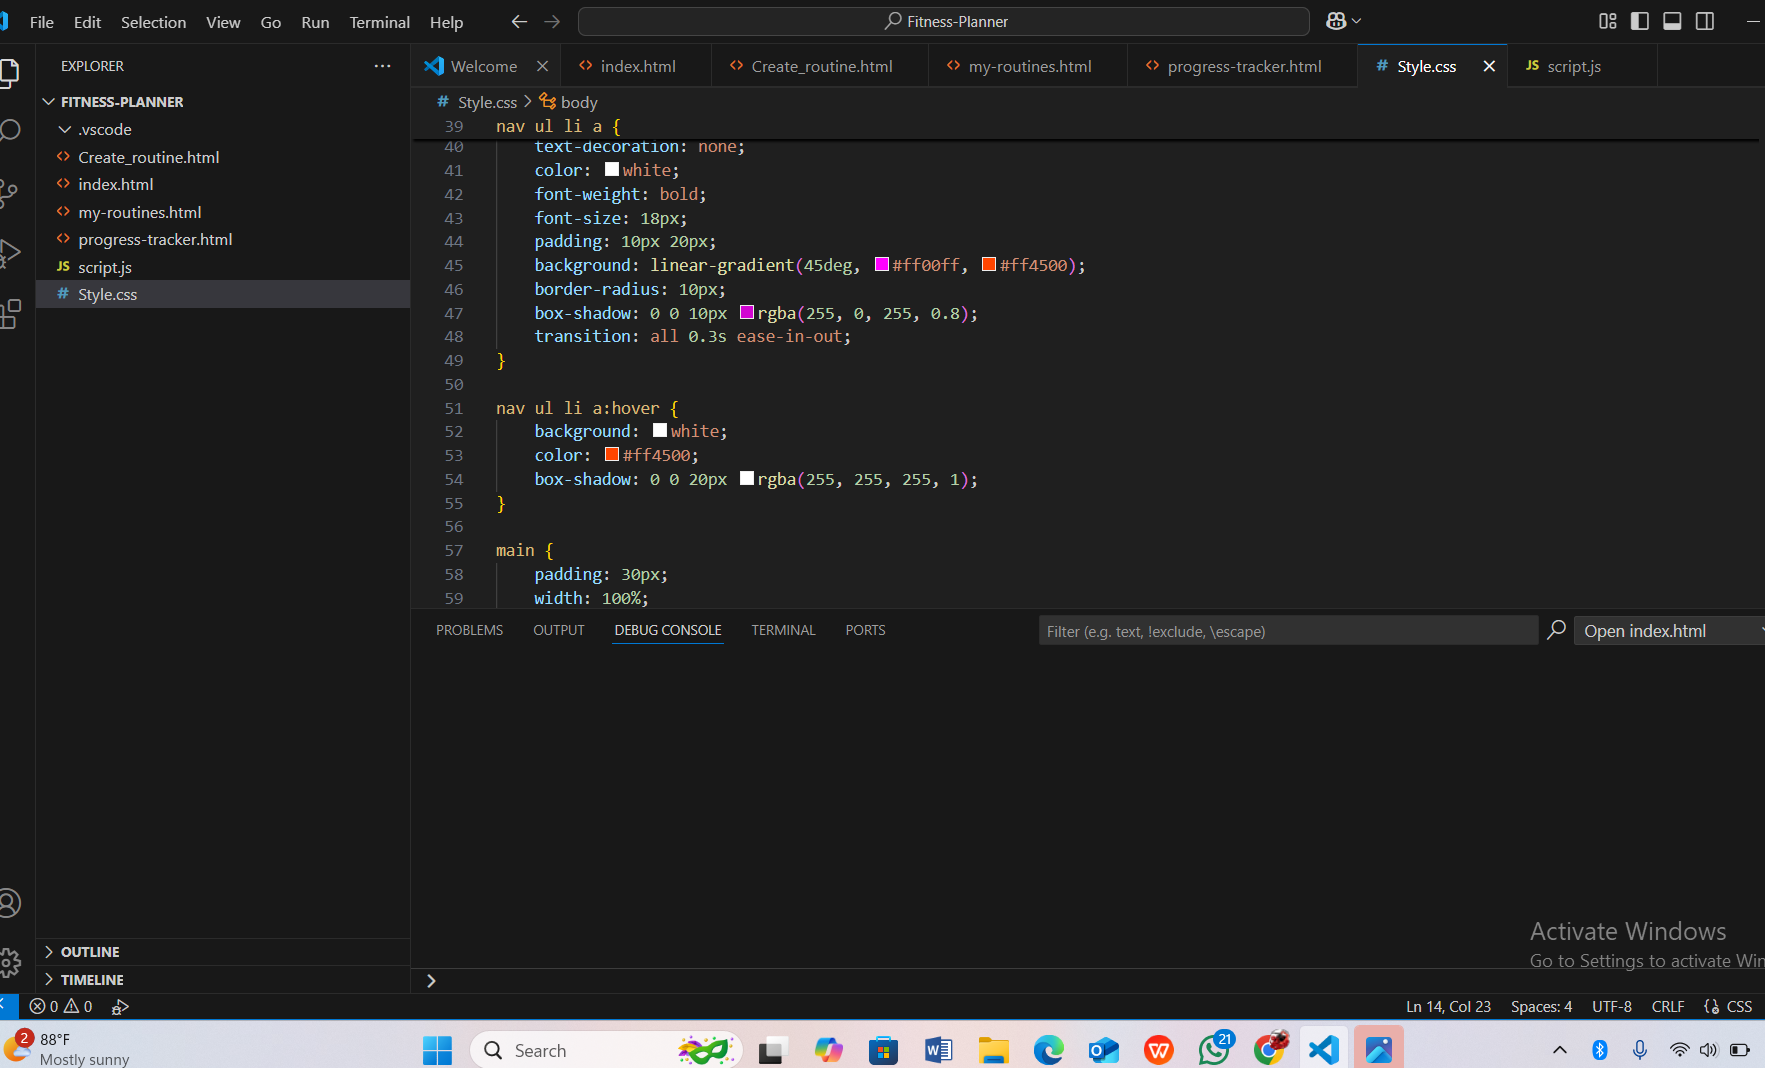 File Edit Selection View Go Run Terminal Help Fitness-Planner
EXPLORER
FITNESS-PLANNER
.vscode
Create_routine.html
index.html
my-routines.html
progress-tracker.html
JS script.js
# Style.css
OUTLINE
TIMELINE
Welcome index.html Create_routine.html my-routines.html progress-tracker.html # Style.css JS script.js
# Style.css > body
39 nav ul li a {
40 text-decoration: none;
41 color: white;
42 font-weight: bold;
43 font-size: 18px;
44 padding: 10px 20px;
45 background: linear-gradient(45deg, #ff00ff, #ff4500);
46 border-radius: 10px;
47 box-shadow: 0 0 10px rgba(255, 0, 255, 0.8);
48 transition: all 0.3s ease-in-out;
49 }
50
51 nav ul li a:hover {
52 background: white;
53 color: #ff4500;
54 box-shadow: 0 0 20px rgba(255, 255, 255, 1);
55 }
56
57 main {
58 padding: 30px;
59 width: 100%;
PROBLEMS OUTPUT DEBUG CONSOLE TERMINAL PORTS Filter (e.g. text, !exclude, \escape) Open index.html
Activate Windows
Go to Settings to activate Win
0 0 Ln 14, Col 23 Spaces: 4 UTF-8 CRLF {} CSS
2 88°F
Mostly sunny
Search
21